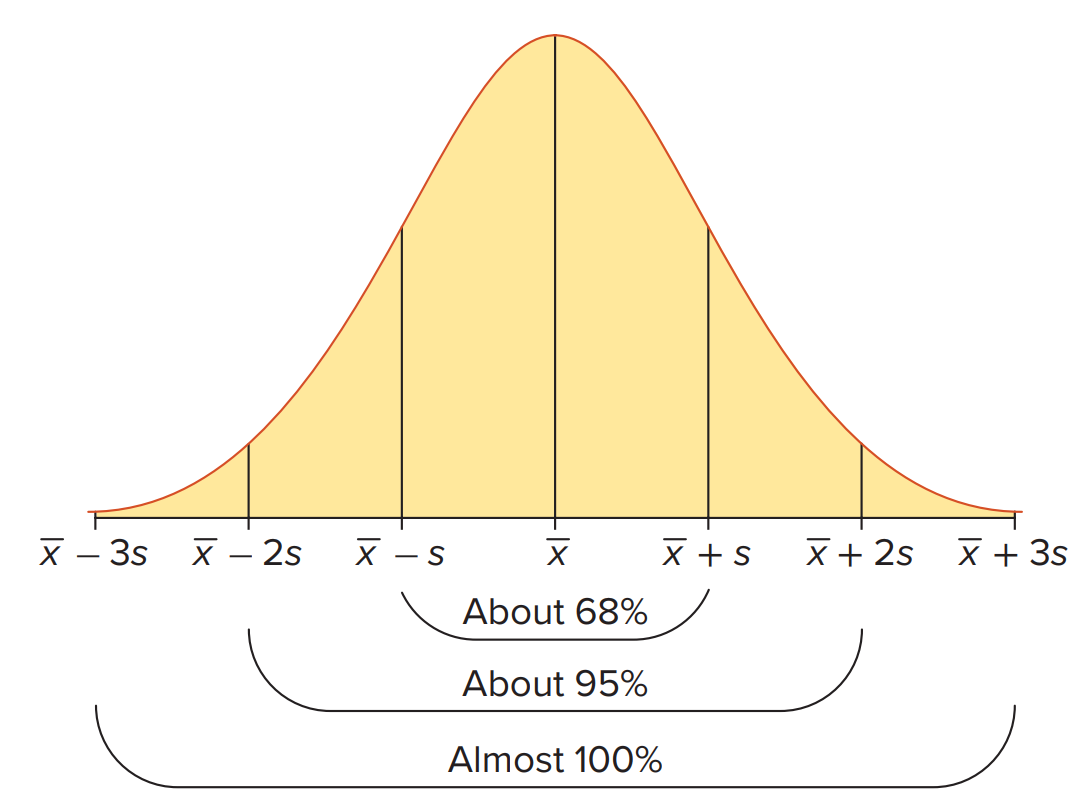 x̅ – 3s x̅ – 2s x̅ – s x̅ x̅ + s x̅ + 2s x̅ + 3s
About 68%
About 95%
Almost 100%